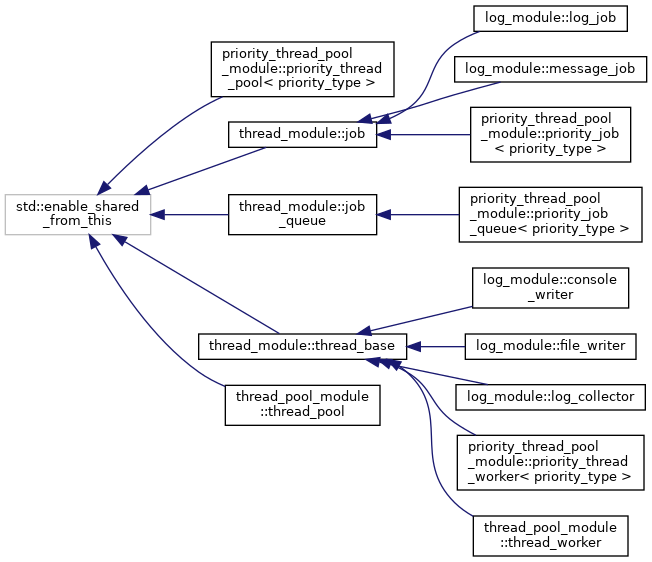 log_module::log_job
priority_thread_pool
_module::priority_thread
_pool< priority_type >
log_module::message_job
priority_thread_pool
_module::priority_job
< priority_type >
thread_module::job
std::enable_shared
_from_this
thread_module::job
_queue
priority_thread_pool
_module::priority_job
_queue< priority_type >
log_module::console
_writer
thread_module::thread_base
log_module::file_writer
thread_pool_module
::thread_pool
log_module::log_collector
priority_thread_pool
_module::priority_thread
_worker< priority_type >
thread_pool_module
::thread_worker